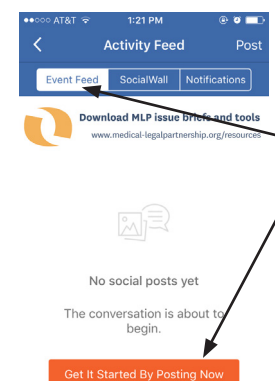 AT&T 1:21 PM
Activity Feed Post
Event Feed SocialWall Notifications
Download MLP issue briefs and tools
www.medical-legalpartnership.org/resources
No social posts yet
The conversation is about to
begin.
Get It Started By Posting Now